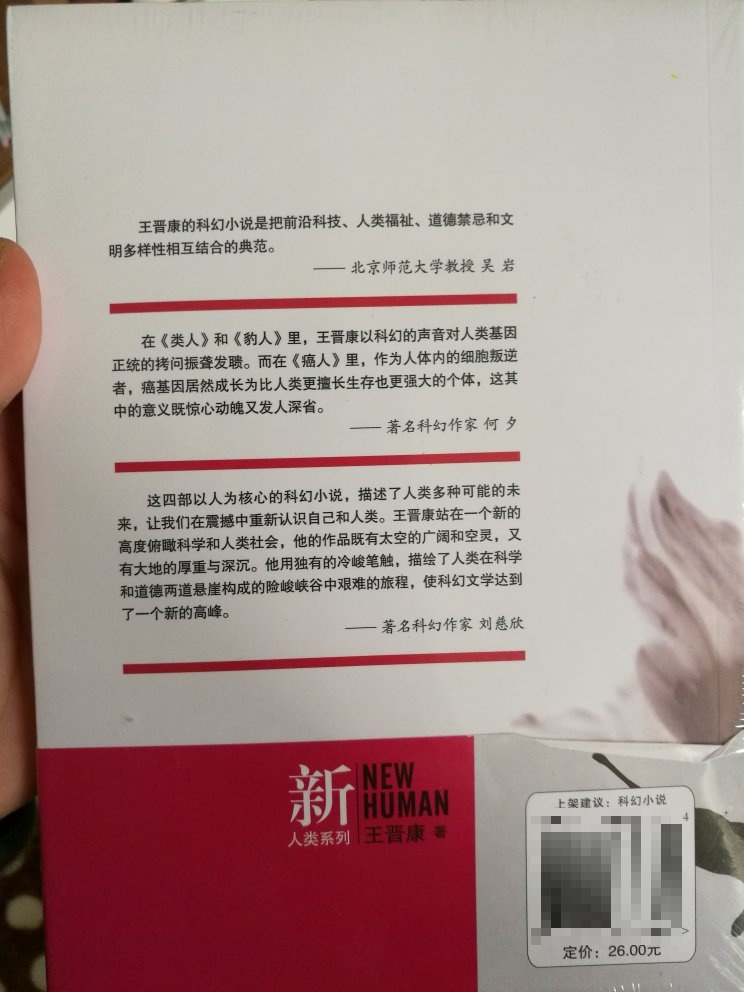 王晋康的科幻小说是把前沿科技、人类福祉、道德禁忌和文
明多样性相互结合的典范。
—— 北京师范大学教授 吴 岩
在《类人》和《豹人》里，王晋康以科幻的声音对人类基因
正统的拷问振聋发聩。而在《癌人》里，作为人体内的细胞叛逆
者，癌基因居然成长为比人类更擅长生存也更强大的个体，这其
中的意义既惊心动魄又发人深省。
—— 著名科幻作家 何 夕
这四部以人为核心的科幻小说，描述了人类多种可能的未
来，让我们在震撼中重新认识自己和人类。王晋康站在一个新的
高度俯瞰科学和人类社会，他的作品既有太空的广阔和空灵，又
有大地的厚重与深沉。他用独有的冷峻笔触，描绘了人类在科学
和道德两道悬崖构成的险峻峡谷中艰难的旅程，使科幻文学达到
了一个新的高峰。
—— 著名科幻作家 刘慈欣
新
人类系列
NEW
HUMAN
王晋康 著
上架建议：科幻小说
4
>
定价：26.00元